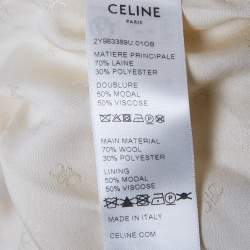 CELINE
PARIS
2Y963389U.01OB
MATIERE PRINCIPALE
70% LAINE
30% POLYESTER
DOUBLURE
50% MODAL
50% VISCOSE
MAIN MATERIAL
70% WOOL
30% POLYESTER
LINING
50% MODAL
50% VISCOSE
MADE IN ITALY
CELINE.COM